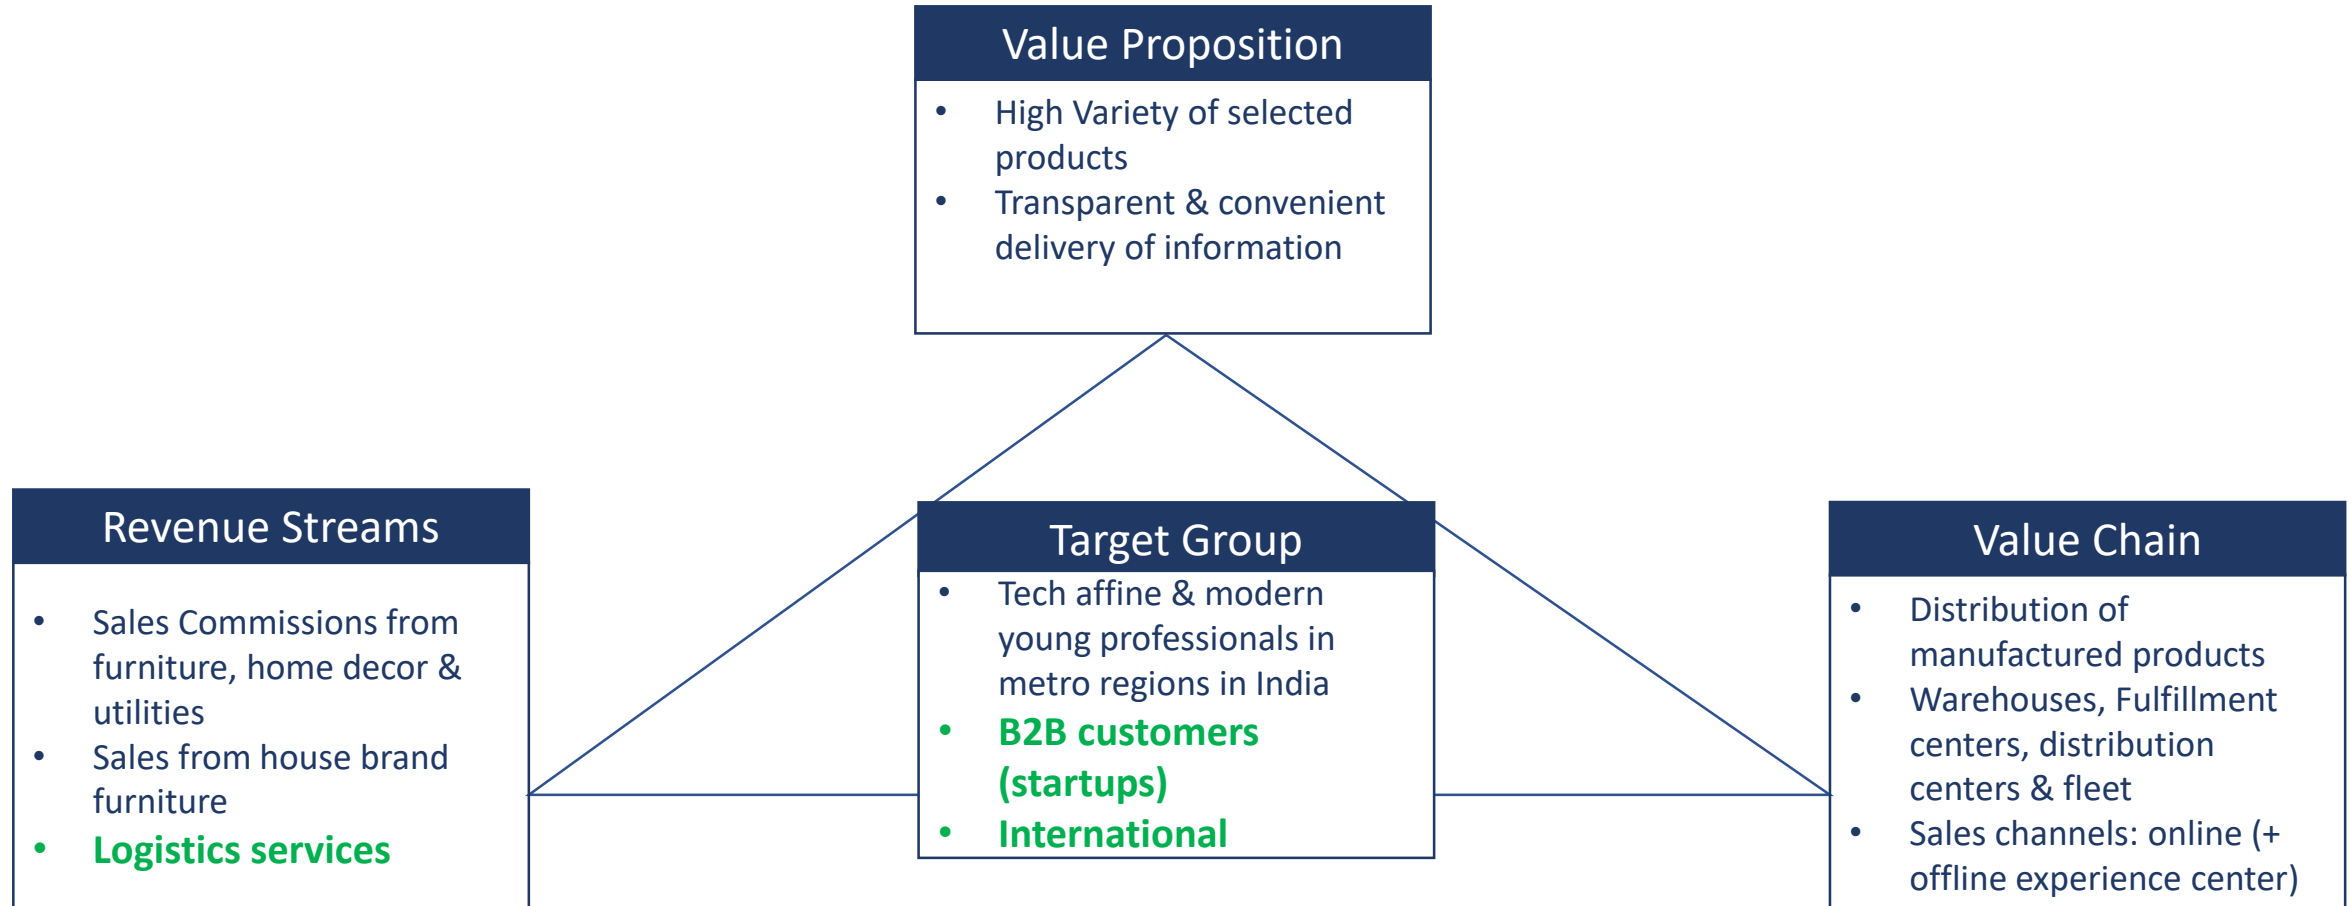 Value Proposition
• High Variety of selected
products
• Transparent & convenient
delivery of information
Revenue Streams
• Sales Commissions from
furniture, home decor &
utilities
• Sales from house brand
furniture
• Logistics services
Target Group
• Tech affine & modern
young professionals in
metro regions in India
• B2B customers
(startups)
• International
Value Chain
• Distribution of
manufactured products
• Warehouses, Fulfillment
centers, distribution
centers & fleet
• Sales channels: online (+
offline experience center)